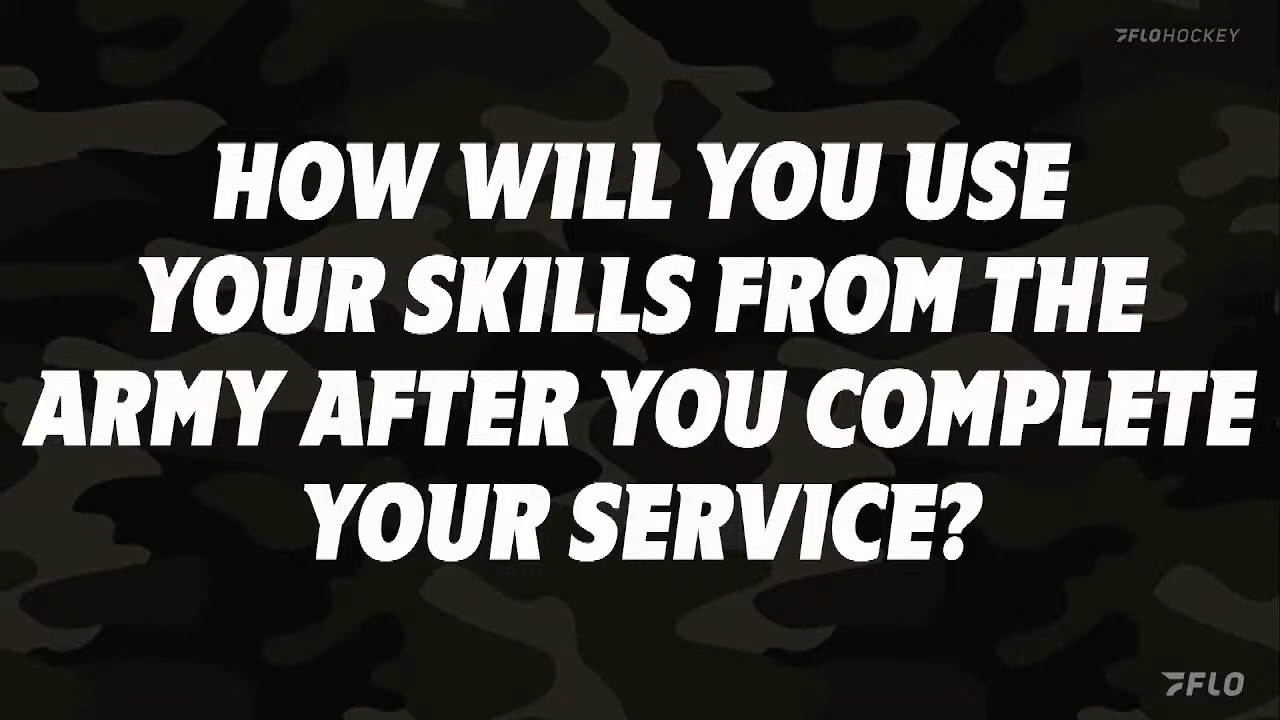 FLOHOCKEY
HOW WILL YOU USE
YOUR SKILLS FROM THE
ARMY AFTER YOU COMPLETE
YOUR SERVICE?
FLO